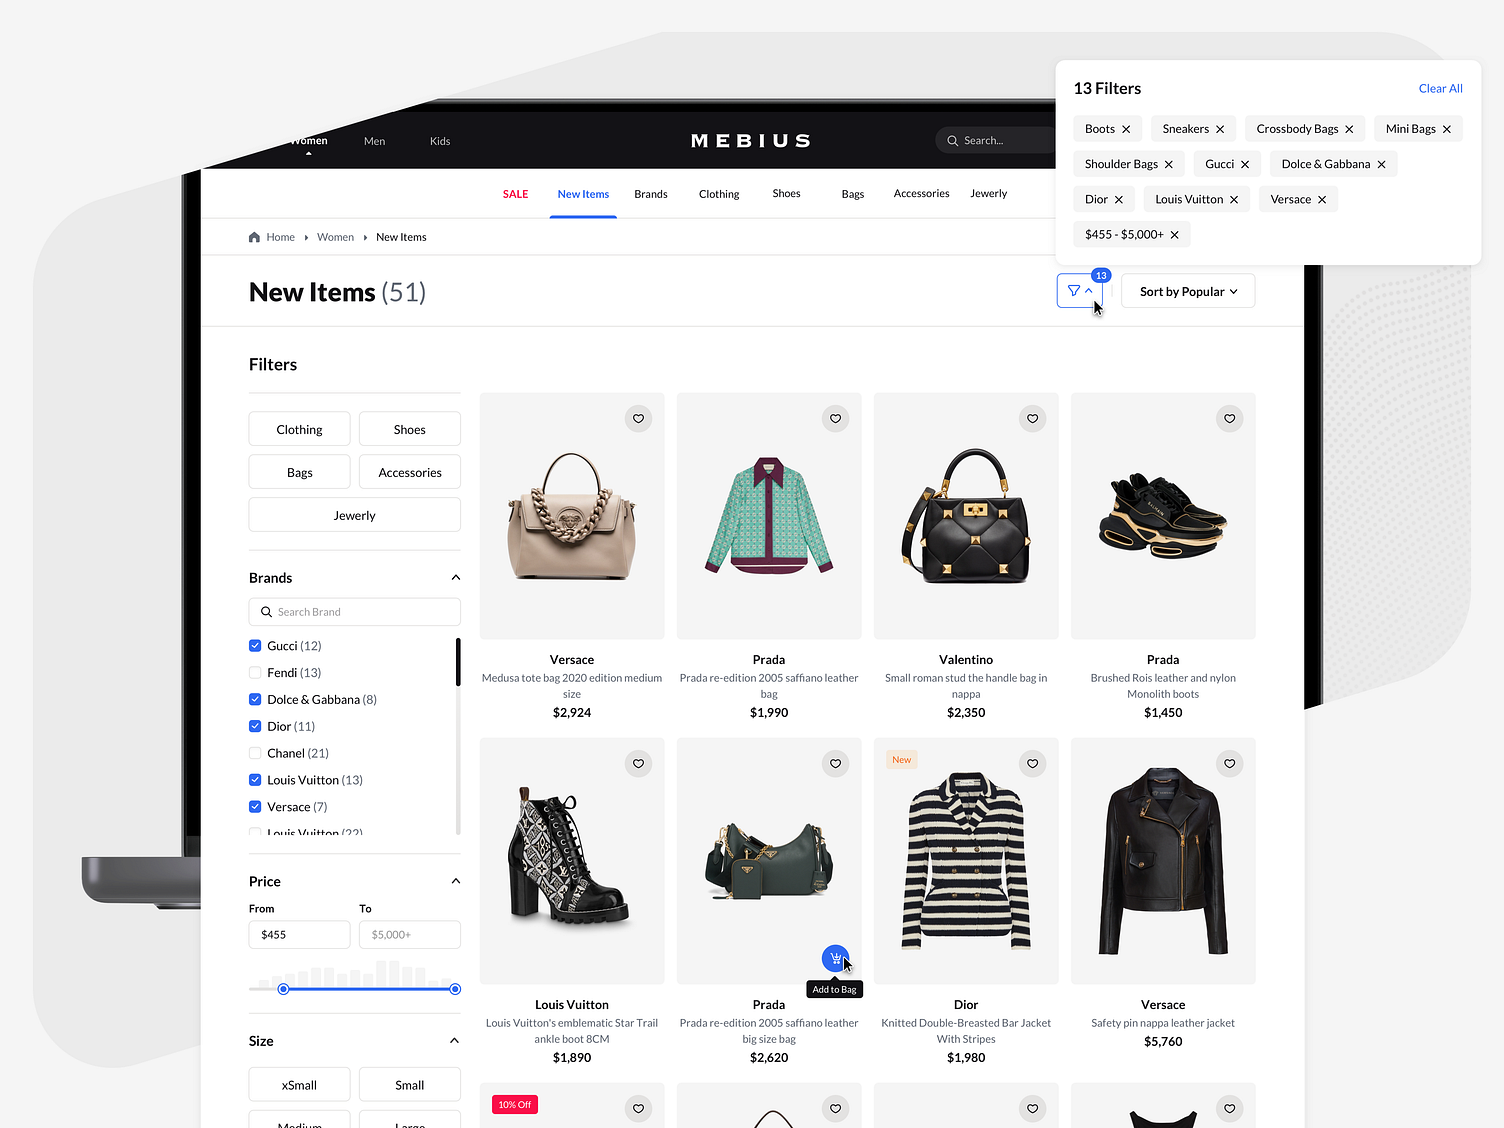 Women Men Kids MEBIUS Search...
13 Filters Clear All
Boots Sneakers Crossbody Bags Mini Bags
Shoulder Bags Gucci Dolce & Gabbana
Dior Louis Vuitton Versace
$455 - $5,000+
SALE New Items Brands Clothing Shoes Bags Accessories Jewerly
Home Women New Items
New Items (51)
13
Sort by Popular
Filters
Clothing Shoes
Bags Accessories
Jewerly
Brands
Search Brand
Gucci (12)
Fendi (13)
Dolce & Gabbana (8)
Dior (11)
Chanel (21)
Louis Vuitton (13)
Versace (7)
Louis Vuitton (22)
Price
From To
$455 $5,000+
Size
xSmall Small
Medium Large
Versace
Medusa tote bag 2020 edition medium
size
$2,924
Prada
Prada re-edition 2005 saffiano leather
bag
$1,990
Valentino
Small roman stud the handle bag in
nappa
$2,350
BALMAIN
Prada
Brushed Rois leather and nylon
Monolith boots
$1,450
Louis Vuitton
Louis Vuitton's emblematic Star Trail
ankle boot 8CM
$1,890
Add to Bag
Prada
Prada re-edition 2005 saffiano leather
big size bag
$2,620
New
Dior
Knitted Double-Breasted Bar Jacket
With Stripes
$1,980
Versace
Safety pin nappa leather jacket
$5,760
10% Off